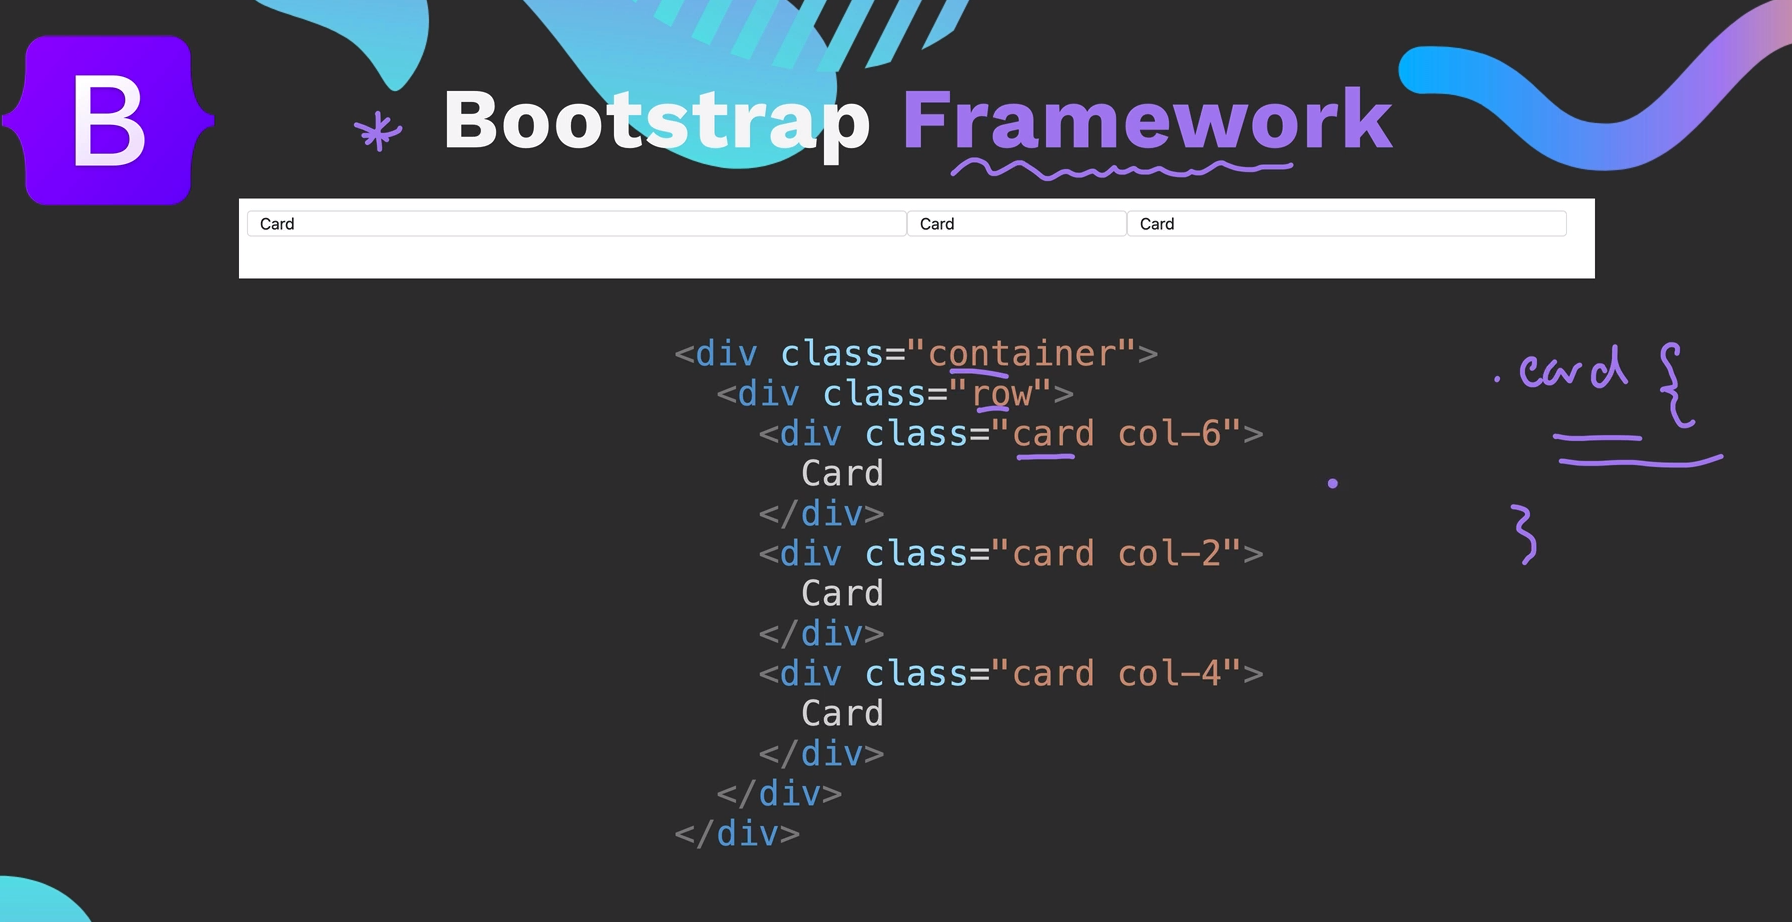 B
* Bootstrap Framework
Card Card Card
<div class="container">
<div class="row">
<div class="card col-6">
Card
</div>
<div class="card col-2">
Card
</div>
<div class="card col-4">
Card
</div>
</div>
</div>
.card {
}